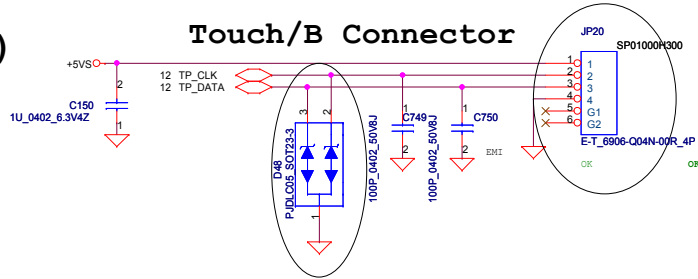 )
Touch/B Connector
JP20
SP01000H300
+5VS
12 TP_CLK
12 TP_DATA
1 1
2 2
3 3
4 4
5 G1
6 G2
E-T_6906-Q04N-00R_4P
OK
OK
2
C150
1U_0402_6.3V4Z
1
3
2
D48
PJDLC05_SOT23-3
1
1
C749
2
100P_0402_50V8J
1
C750
2
100P_0402_50V8J
EMI